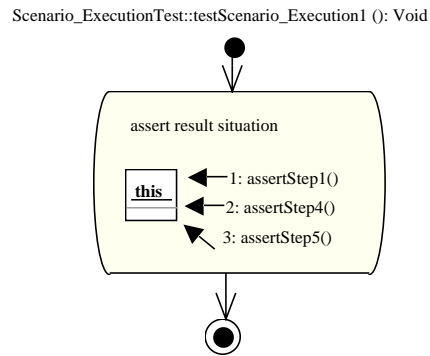 Scenario_ExecutionTest::testScenario_Execution1 (): Void
assert result situation
this
1: assertStep1()
2: assertStep4()
3: assertStep5()